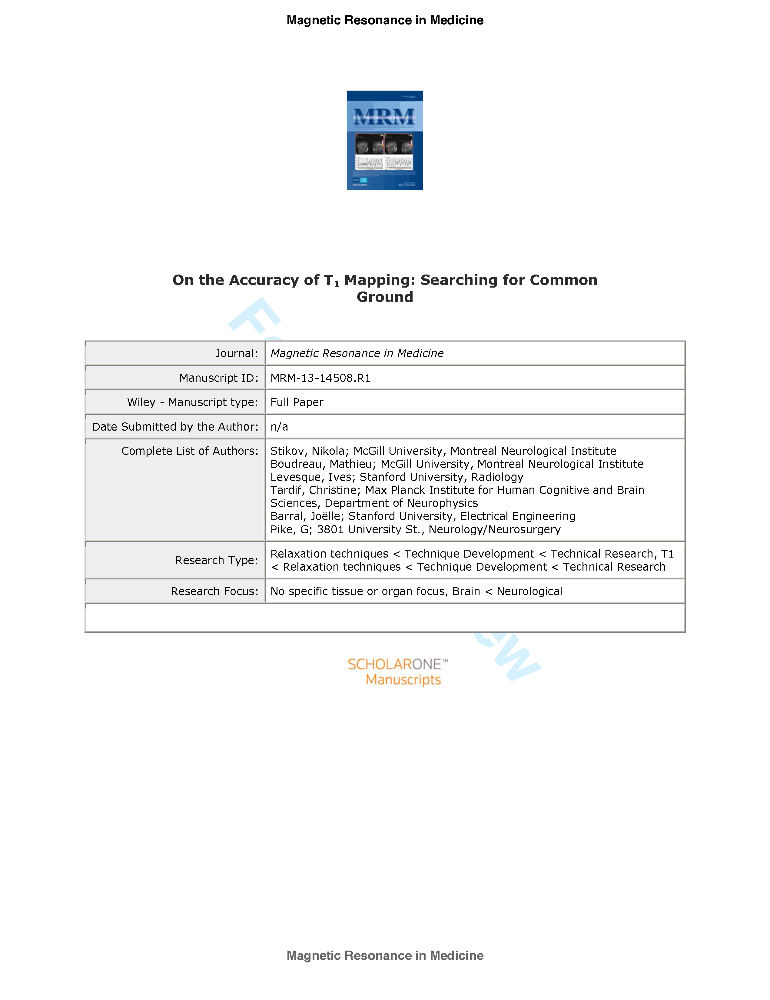 Magnetic Resonance in Medicine
MRM
On the Accuracy of T₁ Mapping: Searching for Common
Ground
Journal: Magnetic Resonance in Medicine
Manuscript ID: MRM-13-14508.R1
Wiley - Manuscript type: Full Paper
Date Submitted by the Author: n/a
Complete List of Authors: Stikov, Nikola; McGill University, Montreal Neurological Institute
Boudreau, Mathieu; McGill University, Montreal Neurological Institute
Levesque, Ives; Stanford University, Radiology
Tardif, Christine; Max Planck Institute for Human Cognitive and Brain
Sciences, Department of Neurophysics
Barral, Joëlle; Stanford University, Electrical Engineering
Pike, G; 3801 University St., Neurology/Neurosurgery
Research Type: Relaxation techniques < Technique Development < Technical Research, T1
< Relaxation techniques < Technique Development < Technical Research
Research Focus: No specific tissue or organ focus, Brain < Neurological
SCHOLARONE™
Manuscripts
Magnetic Resonance in Medicine